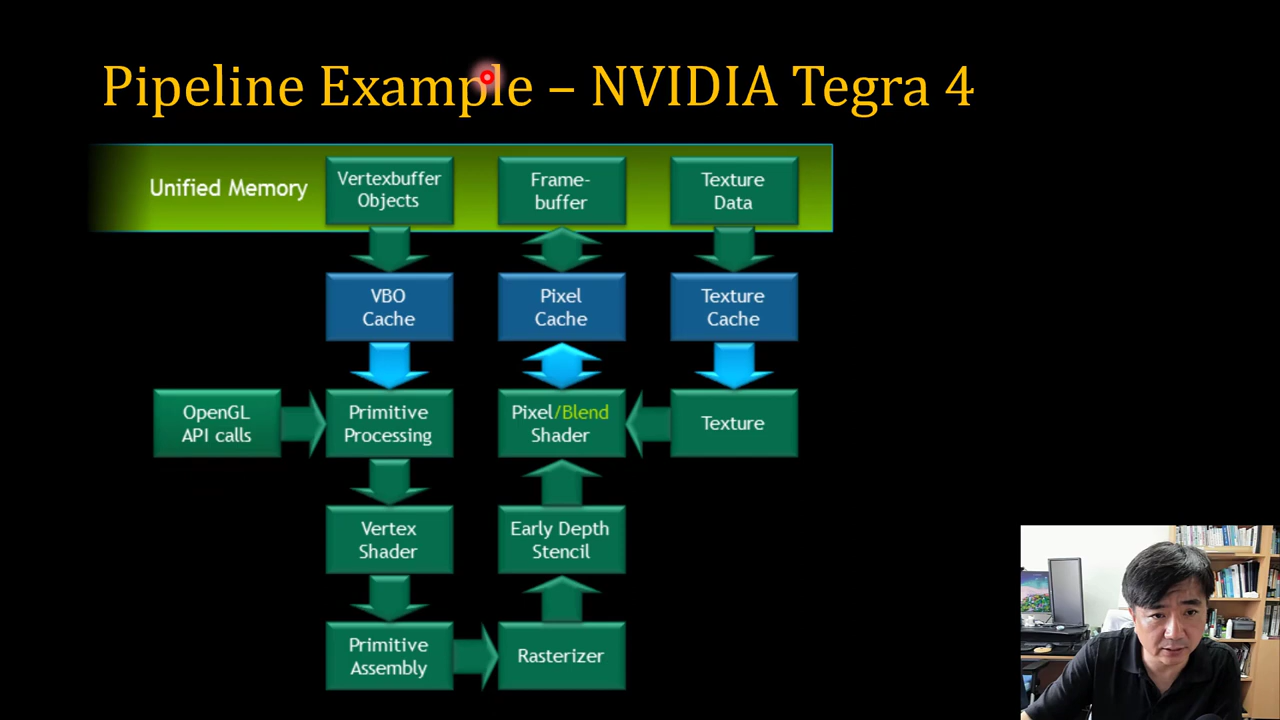 Pipeline Example – NVIDIA Tegra 4
Unified Memory
Vertexbuffer
Objects
Frame-
buffer
Texture
Data
VBO
Cache
Pixel
Cache
Texture
Cache
OpenGL
API calls
Primitive
Processing
Pixel/Blend
Shader
Texture
Vertex
Shader
Early Depth
Stencil
Primitive
Assembly
Rasterizer